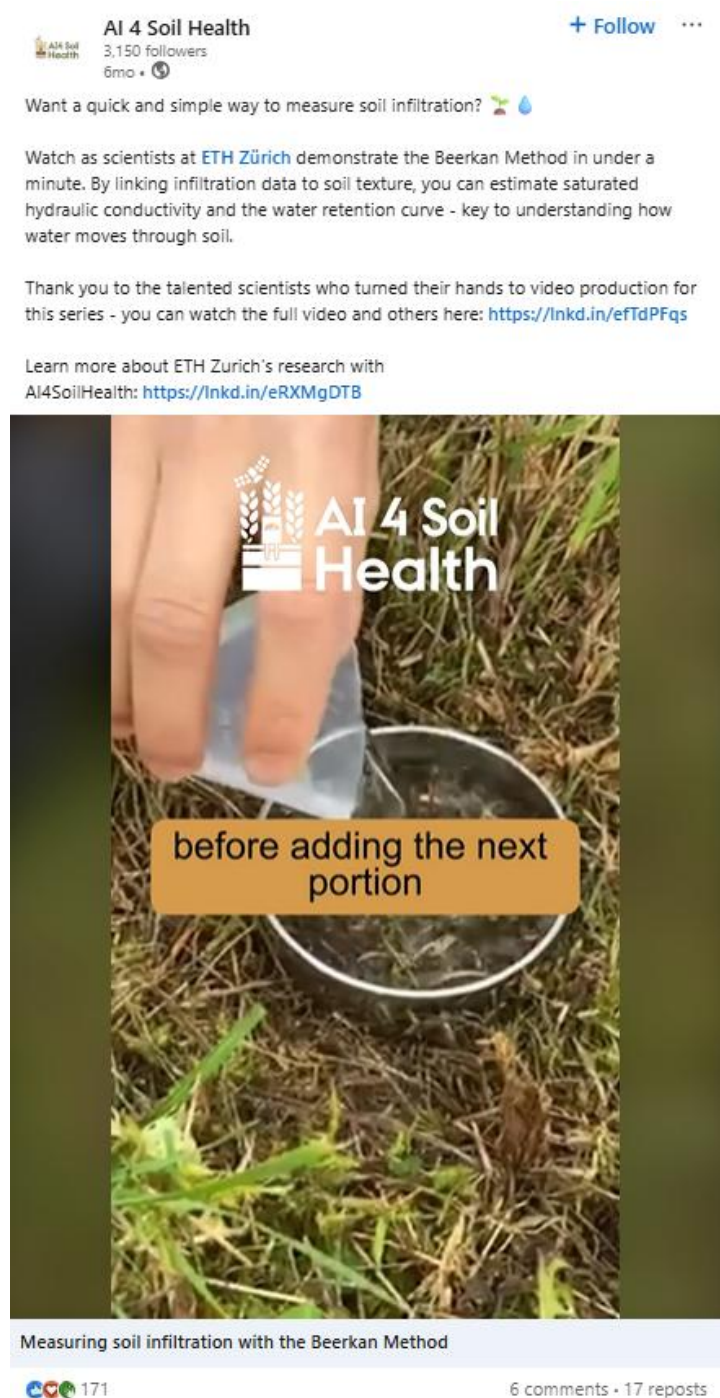 AI 4 Soil Health
+ Follow
3,150 followers
6mo •
Want a quick and simple way to measure soil infiltration? 🌱 💧
Watch as scientists at ETH Zürich demonstrate the Beerkan Method in under a
minute. By linking infiltration data to soil texture, you can estimate saturated
hydraulic conductivity and the water retention curve - key to understanding how
water moves through soil.
Thank you to the talented scientists who turned their hands to video production for
this series - you can watch the full video and others here: https://lnkd.in/efTdPFqs
Learn more about ETH Zurich's research with
AI4SoilHealth: https://lnkd.in/eRXMgDTB
AI 4 Soil
Health
before adding the next
portion
Measuring soil infiltration with the Beerkan Method
171
6 comments • 17 reposts